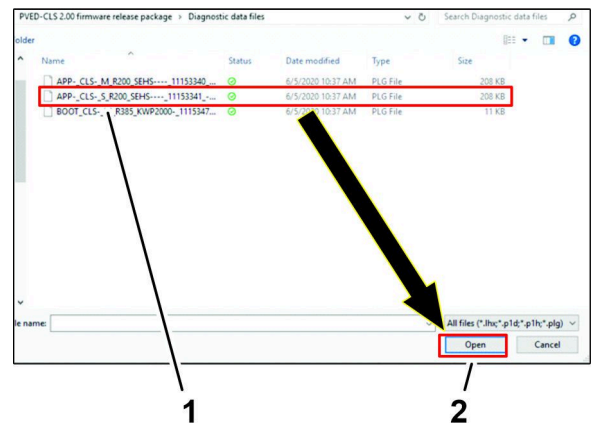 PVED-CLS 2.00 firmware release package > Diagnostic data files Search Diagnostic data files
older
Name Status Date modified Type Size
APP-_CLS-_M_R200_SEHS----_11153340_... 6/5/2020 10:37 AM PLG File 208 KB
APP-_CLS-_S_R200_SEHS----_11153341_-... 6/5/2020 10:37 AM PLG File 208 KB
BOOT_CLS-_ _R385_KWP2000-_1115347... 6/5/2020 10:37 AM PLG File 11 KB
le name: All files (*.lhx;*.p1d;*.p1h;*.plg)
Open Cancel
1 2